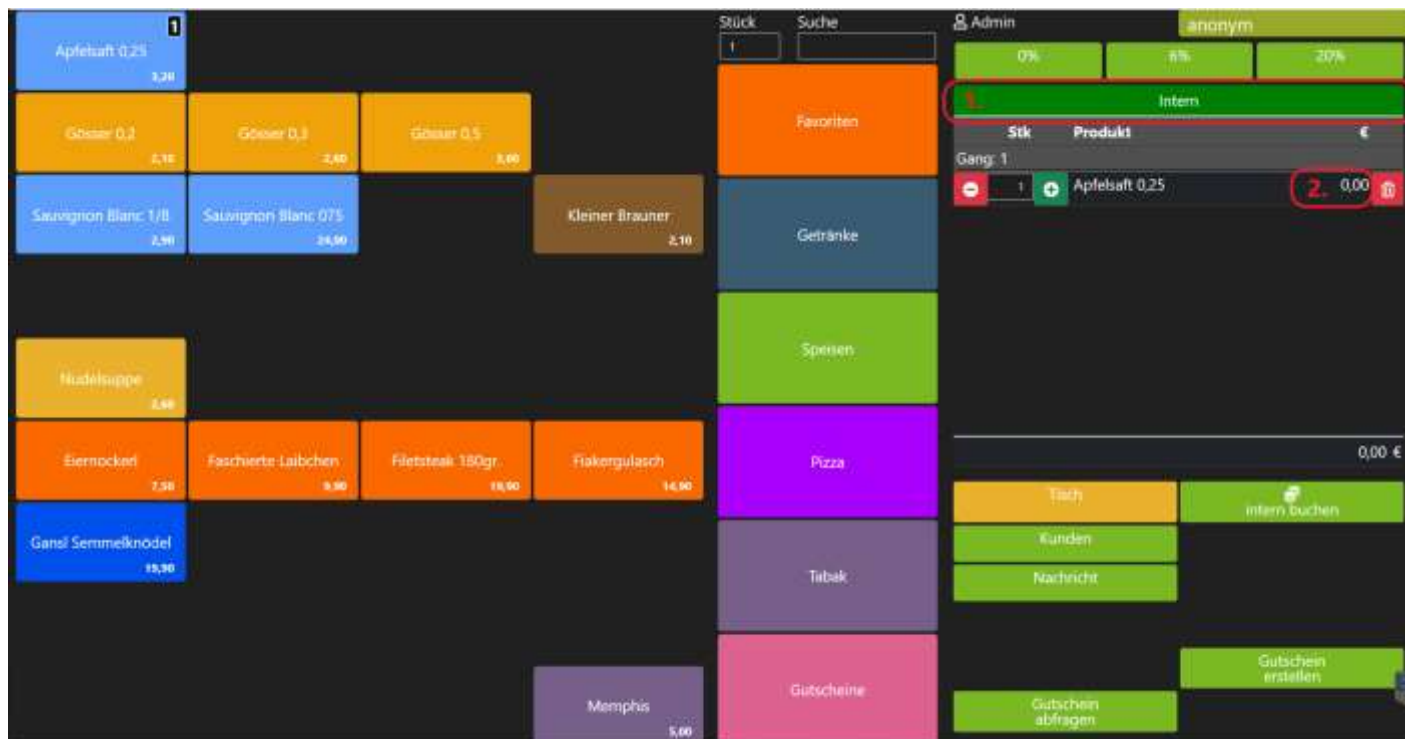 1
Apfelsaft 0,25
3,20
Gösser 0,2
2,10
Gösser 0,3
2,60
Gösser 0,5
Sauvignon Blanc 1/8
2,90
Sauvignon Blanc 075
24,90
Kleiner Brauner
2,10
Nudelsuppe
2,60
Eiernockerl
7,50
Faschierte Laibchen
9,90
Filetsteak 180gr.
19,90
Fiakergulasch
14,90
Gansl Semmelknödel
19,90
Memphis
5,00
Stück
1
Suche
Favoriten
Getränke
Speisen
Pizza
Tabak
Gutscheine
Admin
anonym
0%
6%
20%
1.
Intern
Stk Produkt €
Gang: 1
1 Apfelsaft 0,25 2. 0,00
0,00 €
Tisch
intern buchen
Kunden
Nachricht
Gutschein
erstellen
Gutschein
abfragen